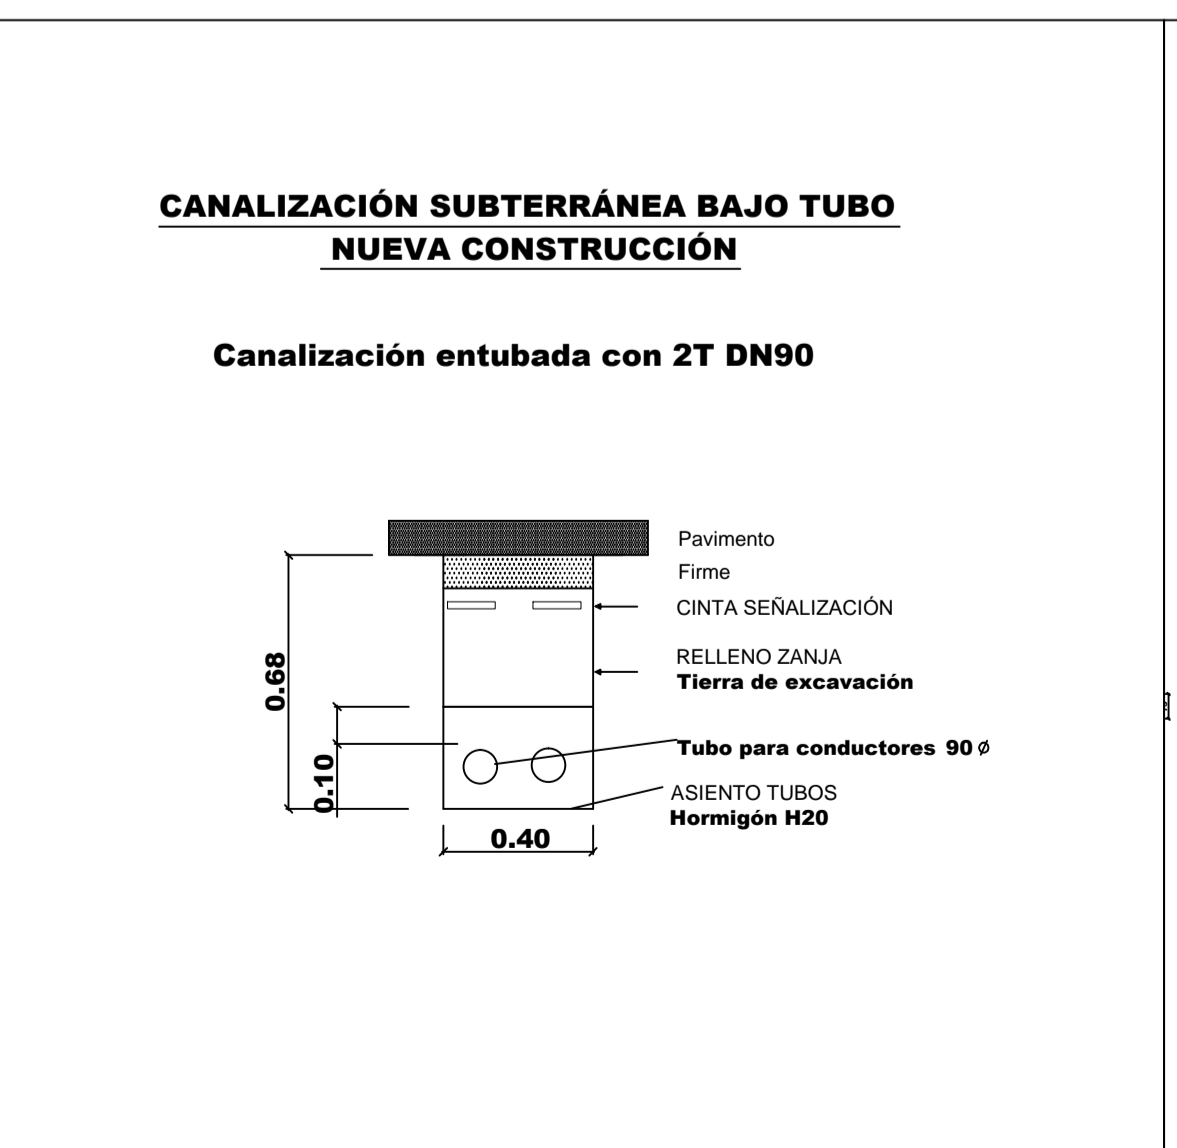 CANALIZACIÓN SUBTERRÁNEA BAJO TUBO
NUEVA CONSTRUCCIÓN
Canalización entubada con 2T DN90
Pavimento
Firme
CINTA SEÑALIZACIÓN
RELLENO ZANJA
Tierra de excavación
0.68
Tubo para conductores 90 ø
0.10
ASIENTO TUBOS
Hormigón H20
0.40